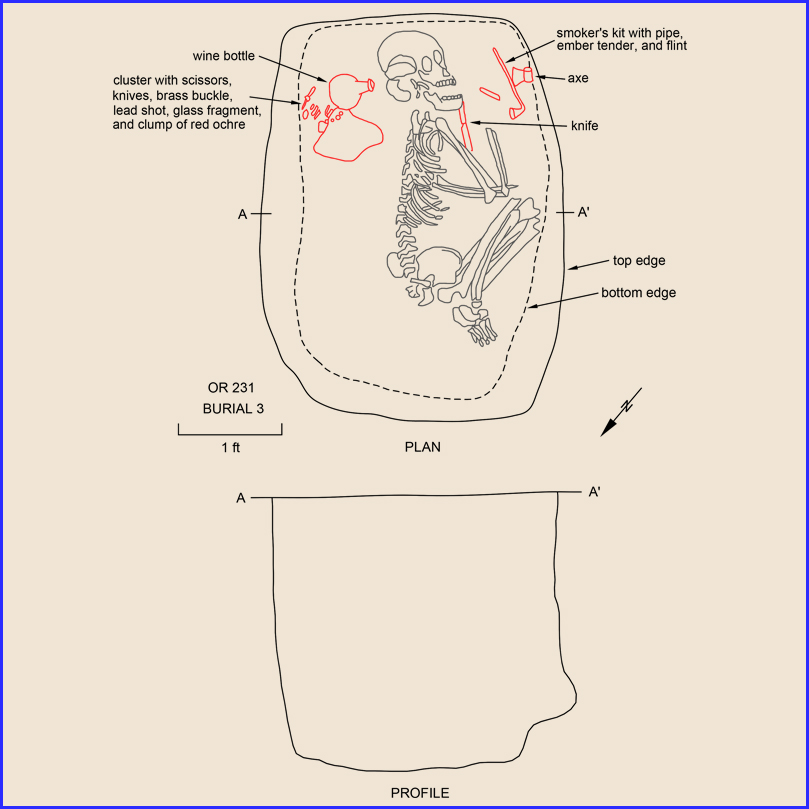 smoker's kit with pipe,
ember tender, and flint
wine bottle
axe
cluster with scissors,
knives, brass buckle,
lead shot, glass fragment,
and clump of red ochre
knife
A
A'
top edge
bottom edge
OR 231
BURIAL 3
N
1 ft
PLAN
A
A'
PROFILE